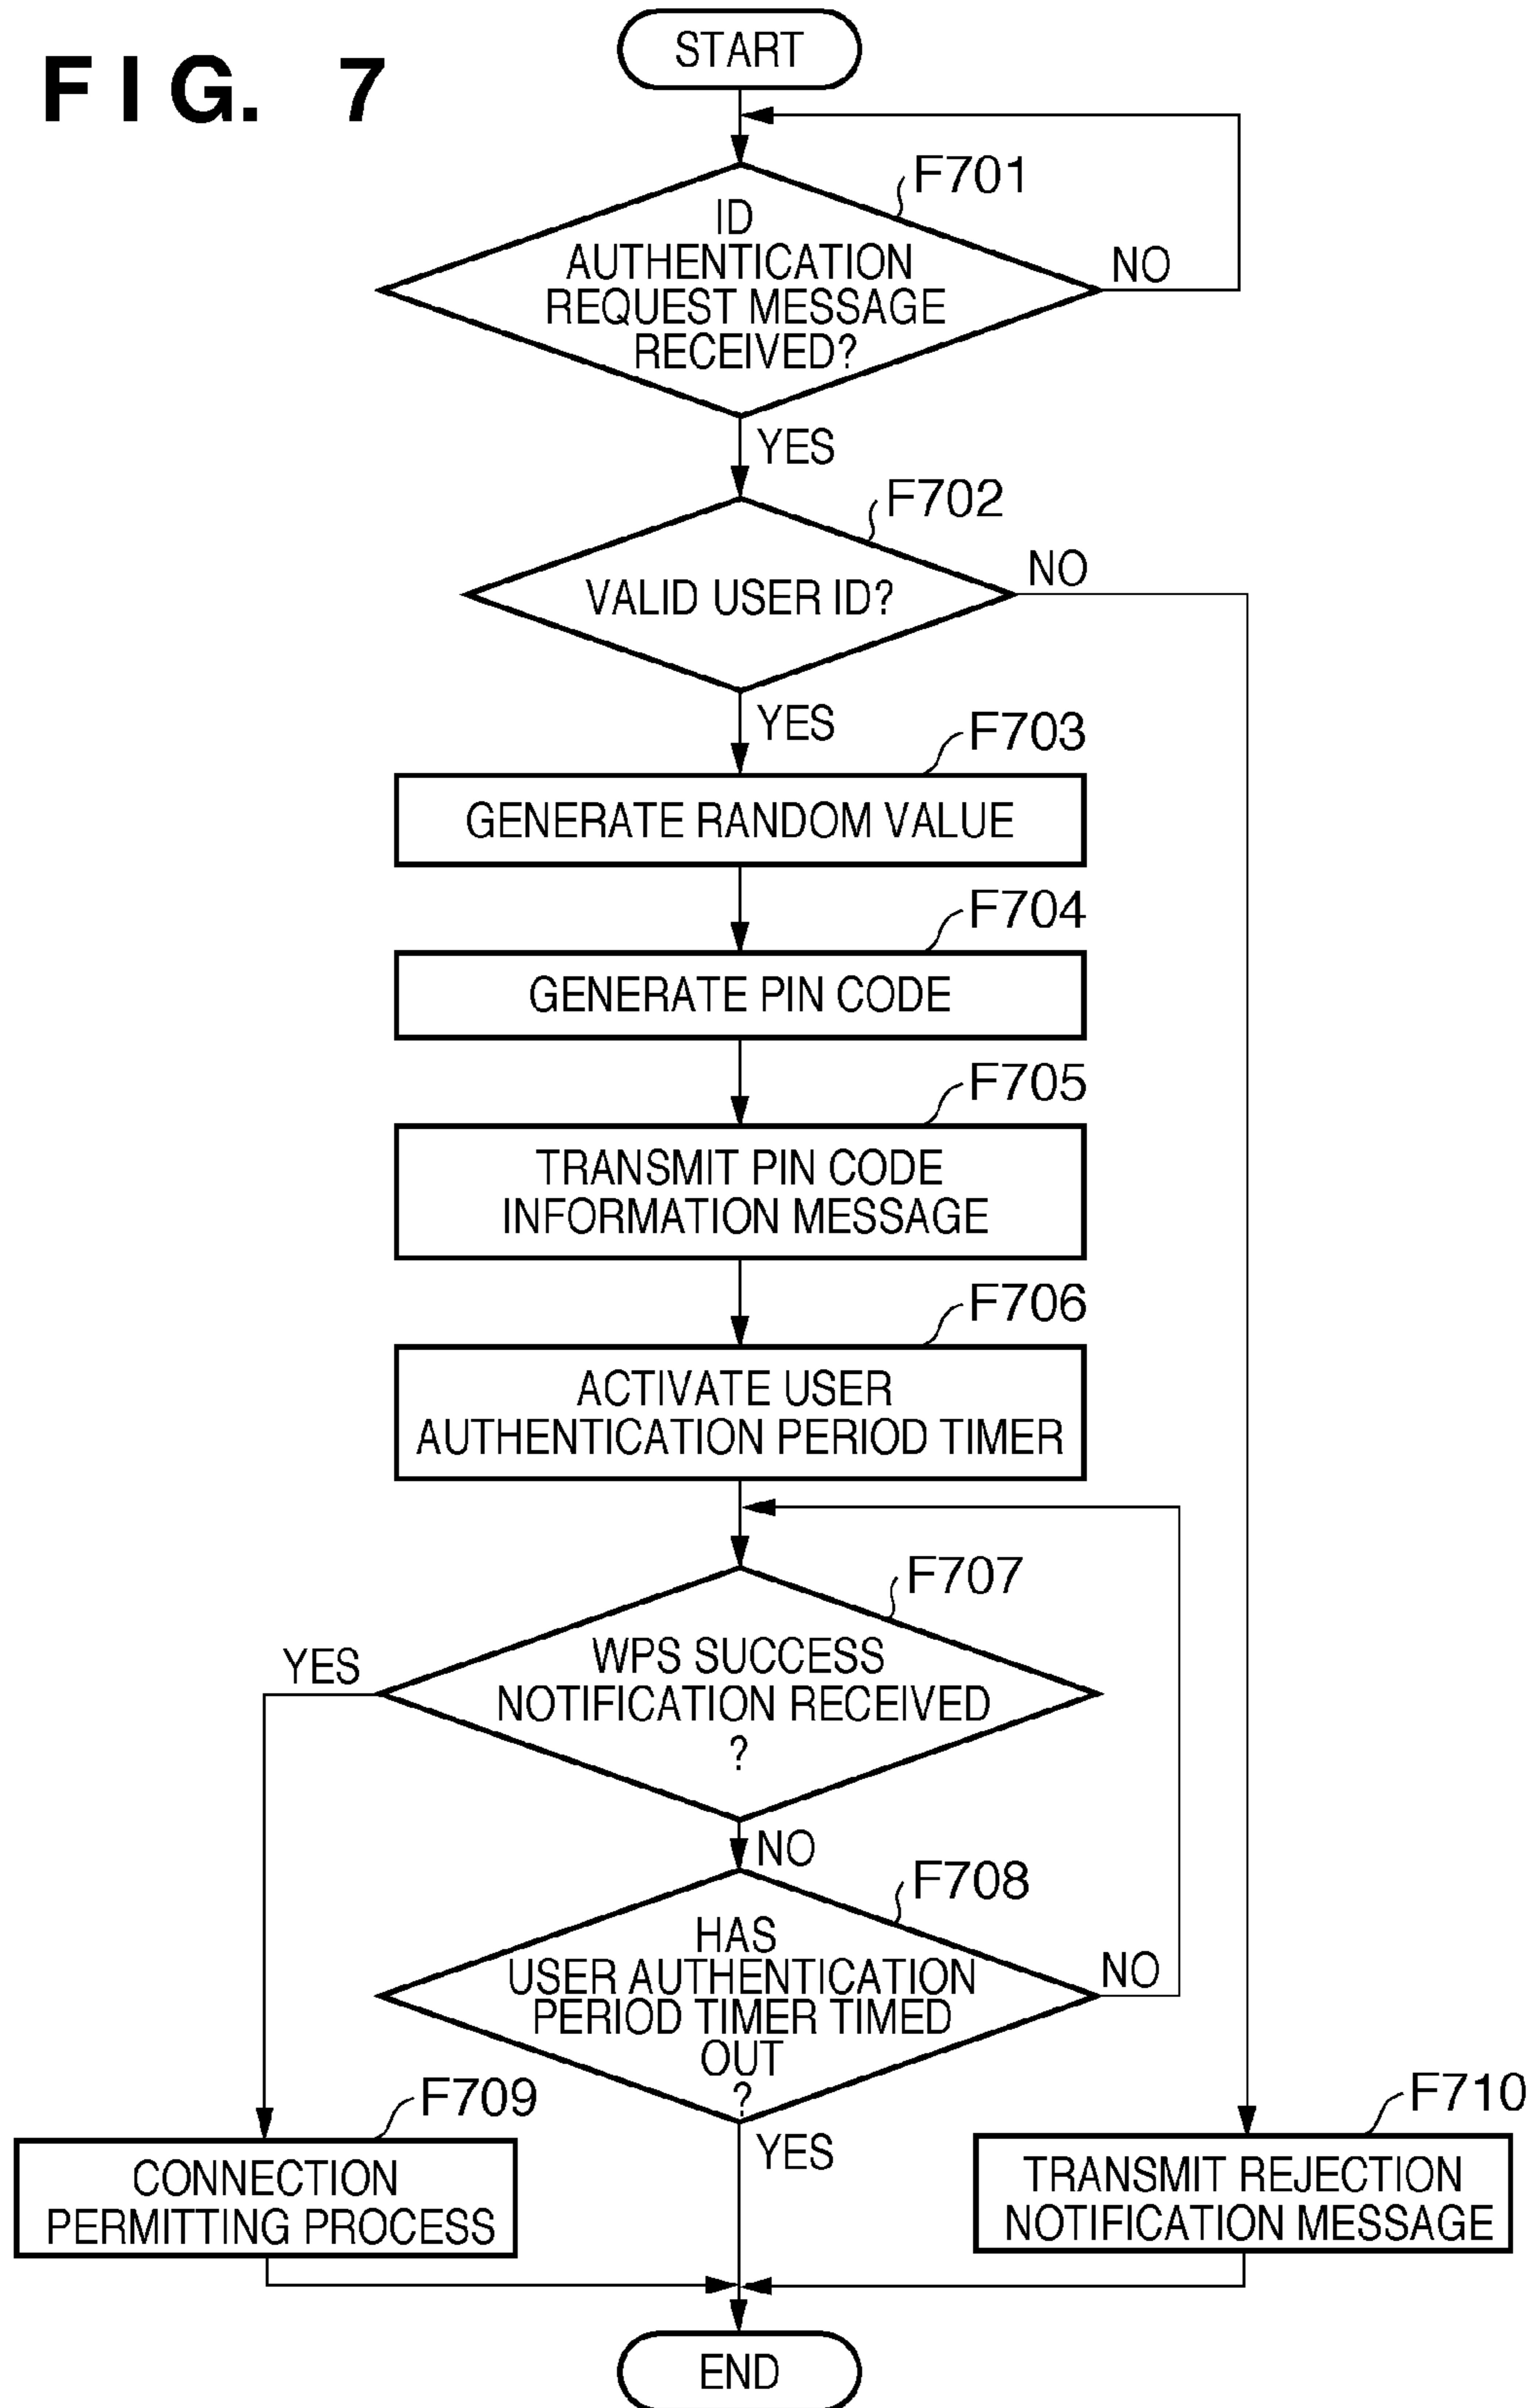 FIG. 7
START
F701
ID
AUTHENTICATION
REQUEST MESSAGE
RECEIVED?
NO
YES
F702
VALID USER ID?
NO
YES
F703
GENERATE RANDOM VALUE
F704
GENERATE PIN CODE
F705
TRANSMIT PIN CODE
INFORMATION MESSAGE
F706
ACTIVATE USER
AUTHENTICATION PERIOD TIMER
F707
WPS SUCCESS
NOTIFICATION RECEIVED
?
YES
NO
F708
HAS
USER AUTHENTICATION
PERIOD TIMER TIMED
OUT
?
NO
YES
F709
CONNECTION
PERMITTING PROCESS
F710
TRANSMIT REJECTION
NOTIFICATION MESSAGE
END